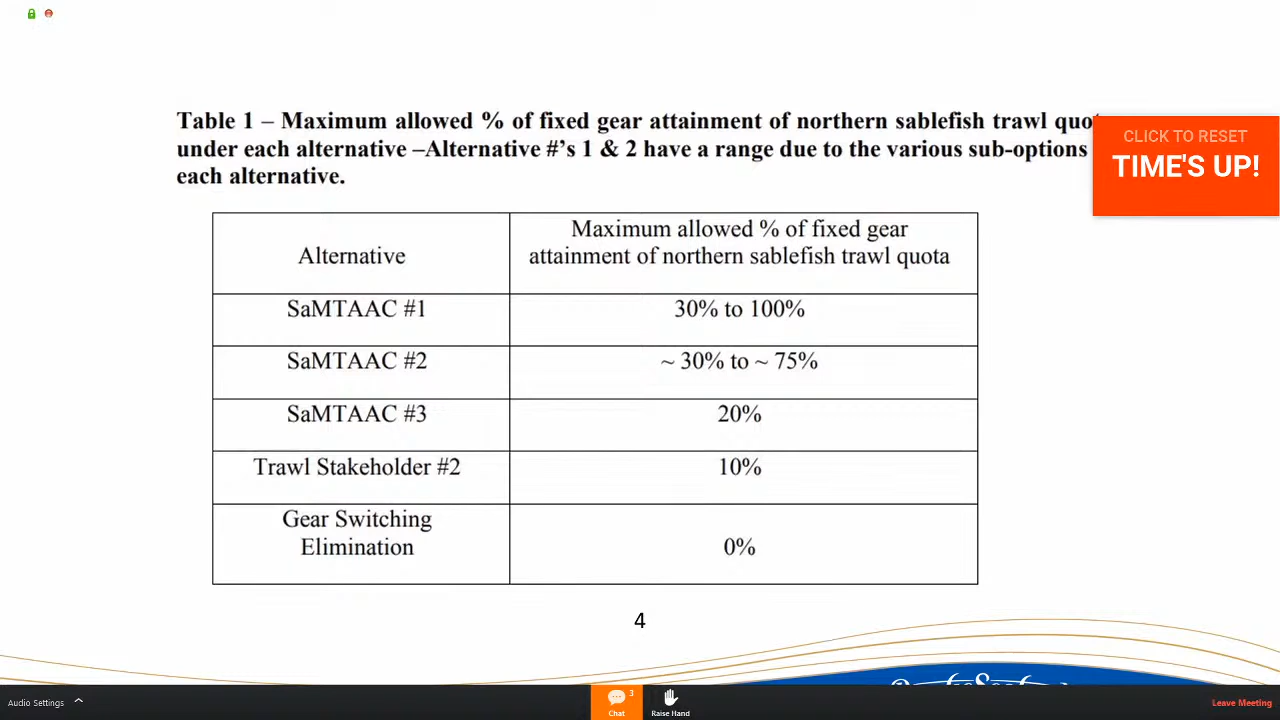 Table 1 – Maximum allowed % of fixed gear attainment of northern sablefish trawl
under each alternative –Alternative #'s 1 & 2 have a range due to the various sub-options
each alternative.
CLICK TO RESET
TIME'S UP!
Alternative
Maximum allowed % of fixed gear
attainment of northern sablefish trawl quota
SaMTAAC #1
30% to 100%
SaMTAAC #2
~ 30% to ~ 75%
SaMTAAC #3
20%
Trawl Stakeholder #2
10%
Gear Switching
Elimination
0%
4
Audio Settings
3
Chat
Raise Hand
Leave Meeting